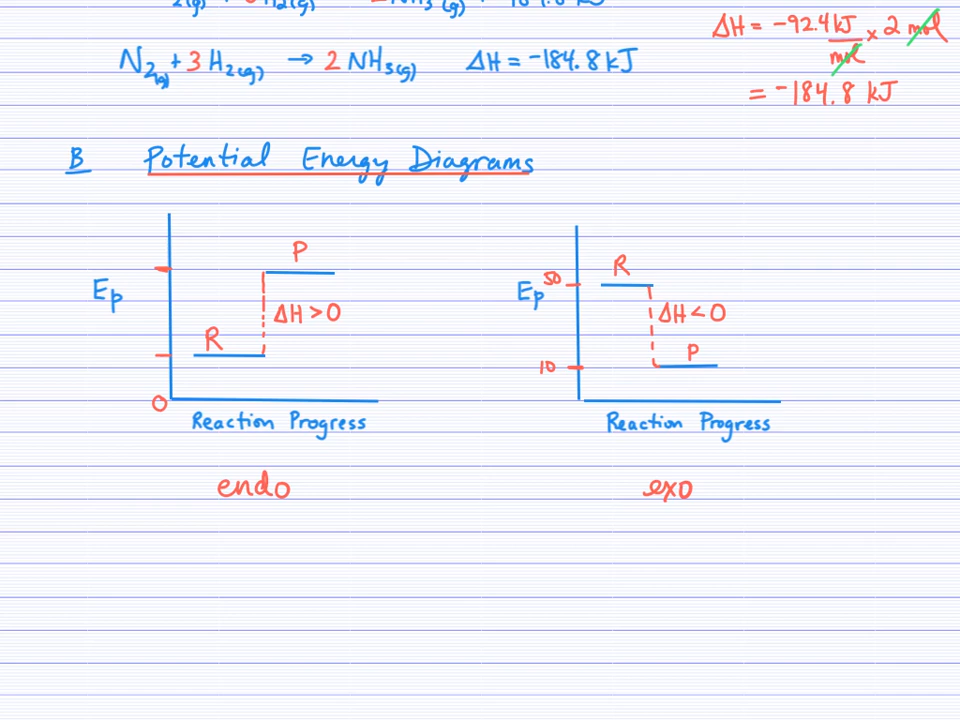 ΔH = -92.4 kJ/mol × 2 mol
= -184.8 kJ
N₂(g) + 3 H₂(g) → 2 NH₃(g) ΔH = -184.8 kJ
B Potential Energy Diagrams
Ep
P
ΔH > 0
R
0
Reaction Progress
endo
Ep
50
R
ΔH < 0
10
P
Reaction Progress
exo